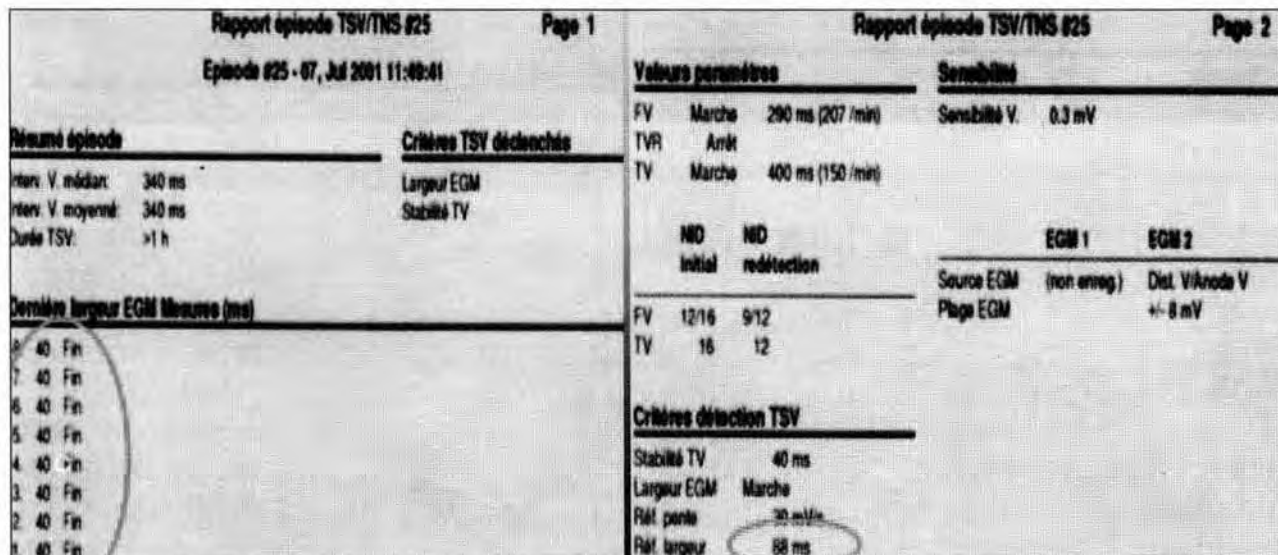 Rapport épisode TSV/TNS #25 Page 1
Episode #25 - 07, Jul 2001 11:49:41
Résumé épisode
Critères TSV déclenchés
Interv. V. médian: 340 ms
Largeur EGM
Interv. V. moyenné: 340 ms
Stabilité TV
Durée TSV: >1 h
Dernière largeur EGM Mesures (ms)
8. 40 Fin
7. 40 Fin
6. 40 Fin
5. 40 Fin
4. 40 Fin
3. 40 Fin
2. 40 Fin
1. 40 Fin
Rapport épisode TSV/TNS #25 Page 2
Valeurs paramètres
Sensibilité
FV Marche 290 ms (207 /min)
Sensibilité V. 0.3 mV
TVR Arrêt
TV Marche 400 ms (150 /min)
NID NID
initial redétection
EGM 1 EGM 2
Source EGM (non enreg.) Dist. V/Anode V
Plage EGM +/- 8 mV
FV 12/16 9/12
TV 16 12
Critères détection TSV
Stabilité TV 40 ms
Largeur EGM Marche
Réf. pente
Réf. largeur 88 ms